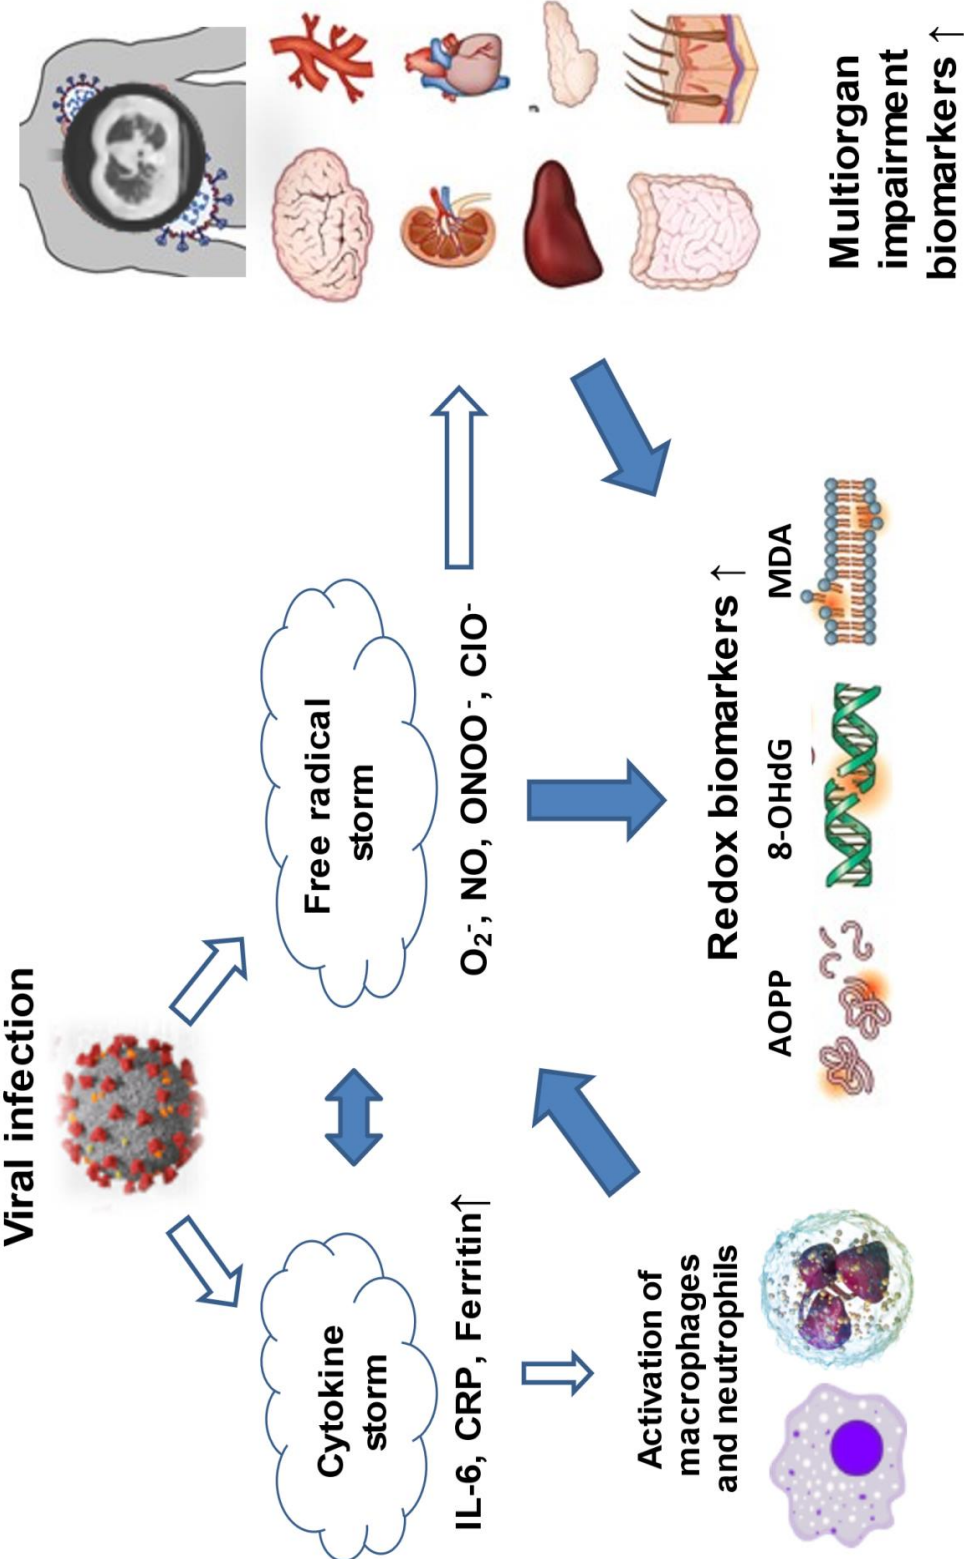 Viral infection
Cytokine
storm
IL-6, CRP, Ferritin↑
Free radical
storm
O₂⁻, NO, ONOO⁻, ClO⁻
Activation of
macrophages
and neutrophils
Redox biomarkers ↑
AOPP
8-OHdG
MDA
Multiorgan
impairment
biomarkers ↑